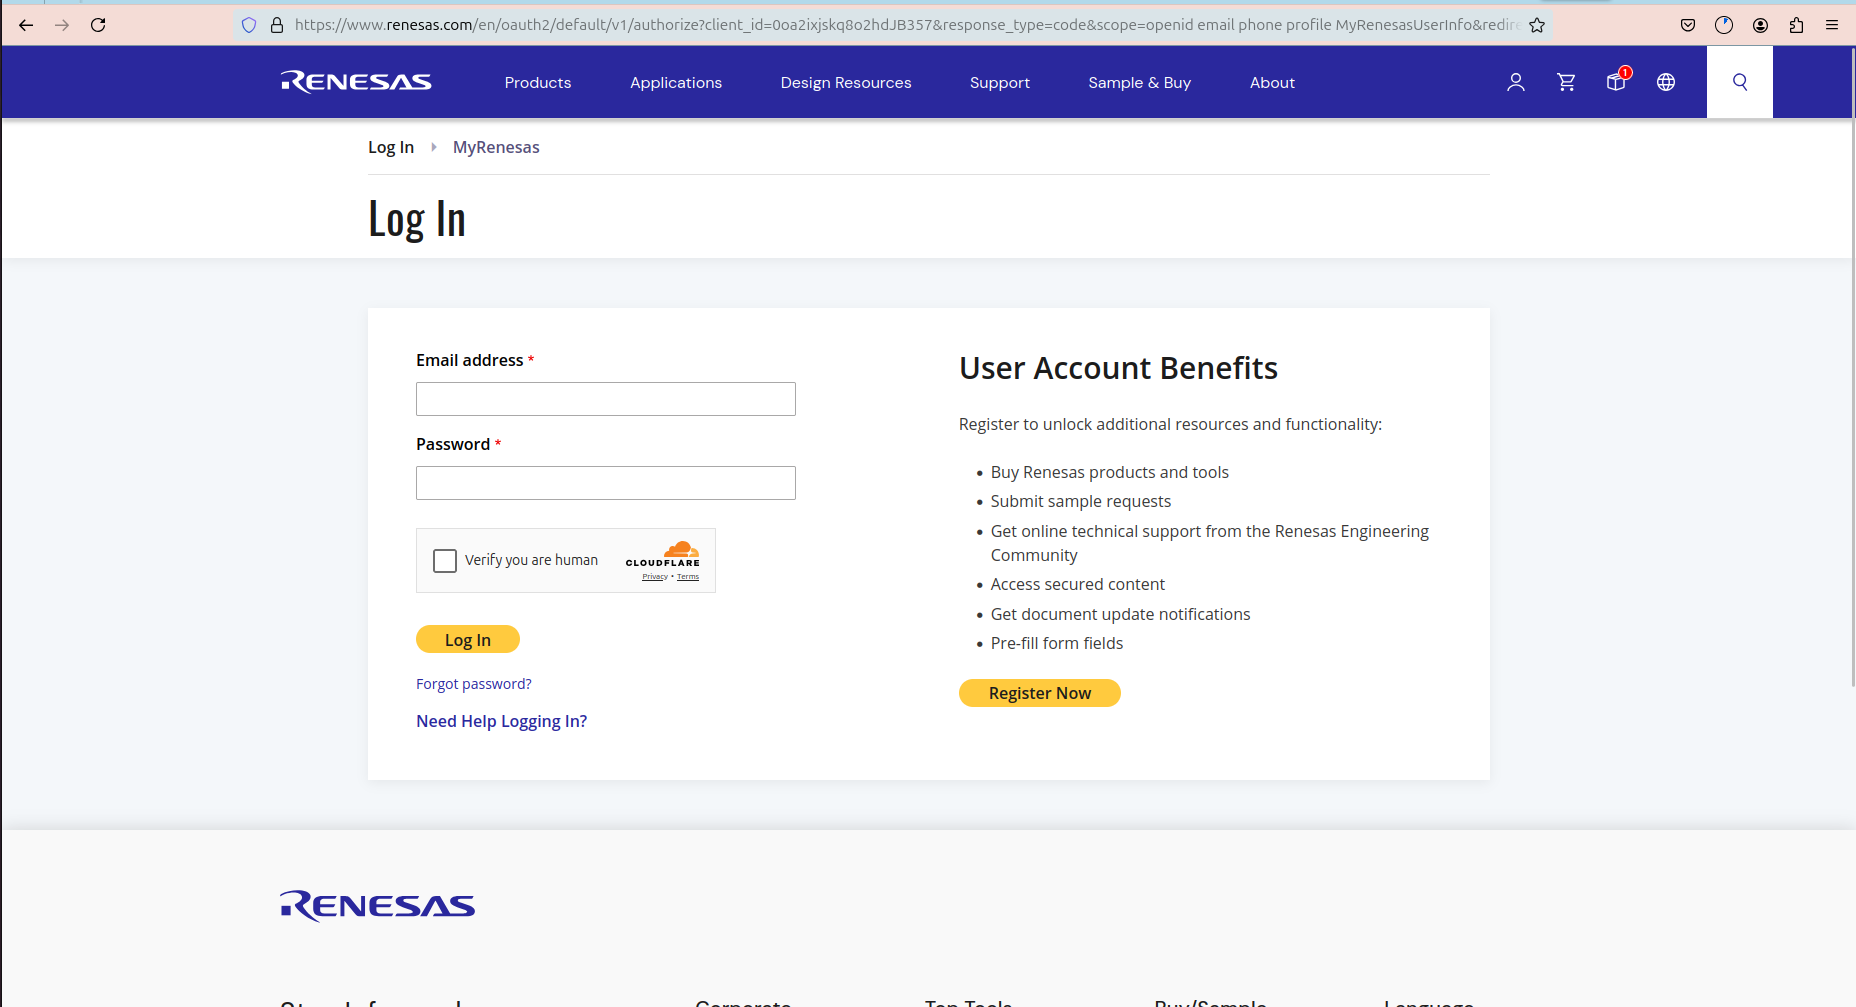 https://www.renesas.com/en/oauth2/default/v1/authorize?client_id=0oa2ixjskq8o2hdJB357&response_type=code&scope=openid email phone profile MyRenesasUserInfo&redire
RENESAS Products Applications Design Resources Support Sample & Buy About 1
Log In MyRenesas
Log In
Email address *
Password *
Verify you are human
CLOUDFLARE
Privacy • Terms
Log In
Forgot password?
Need Help Logging In?
User Account Benefits
Register to unlock additional resources and functionality:
• Buy Renesas products and tools
• Submit sample requests
• Get online technical support from the Renesas Engineering
Community
• Access secured content
• Get document update notifications
• Pre-fill form fields
Register Now
RENESAS
Corporate Top Tools Buy/Sample Language